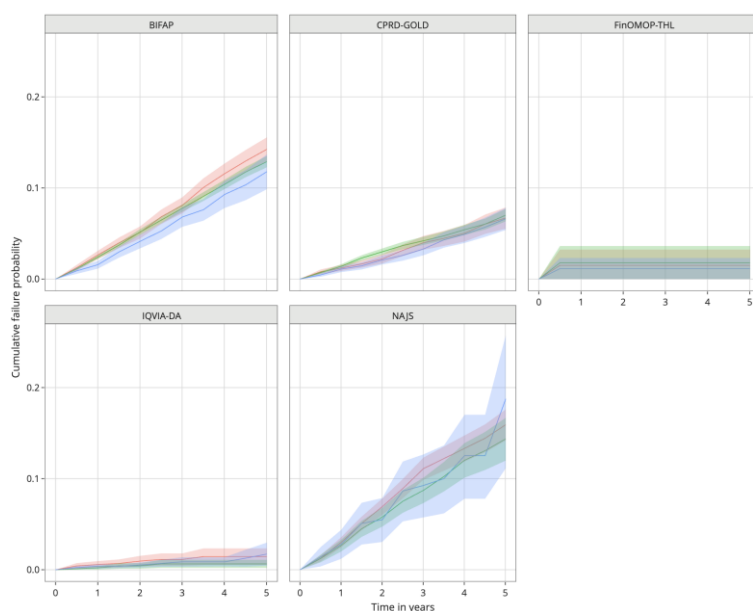 BIFAP CPRD-GOLD FinOMOP-THL
0.2
0.1
0.0
0 1 2 3 4 5
IQVIA-DA NAJS
0.2
0.1
0.0
0 1 2 3 4 5 0 1 2 3 4 5
Cumulative failure probability
Time in years